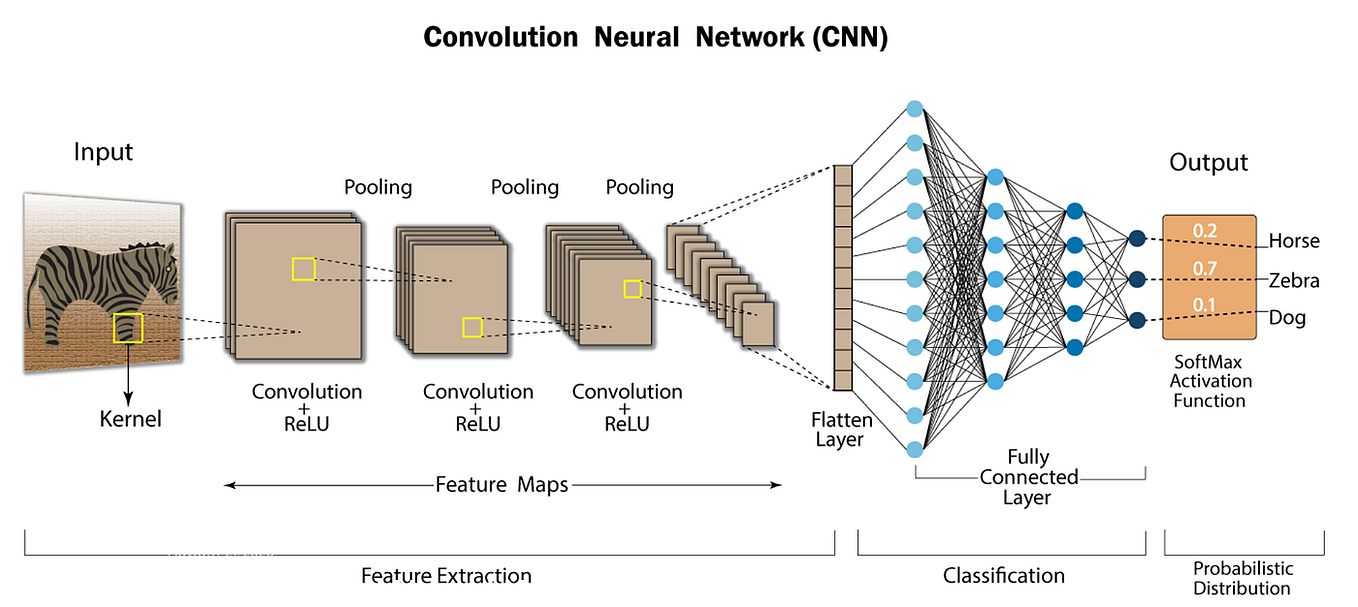 Convolution Neural Network (CNN)
Input
Output
Pooling
Pooling
Pooling
Kernel
Convolution
+
ReLU
Convolution
+
ReLU
Convolution
+
ReLU
Flatten
Layer
0.2
0.7
0.1
Horse
Zebra
Dog
SoftMax
Activation
Function
Feature Maps
Fully
Connected
Layer
Feature Extraction
Classification
Probabilistic
Distribution